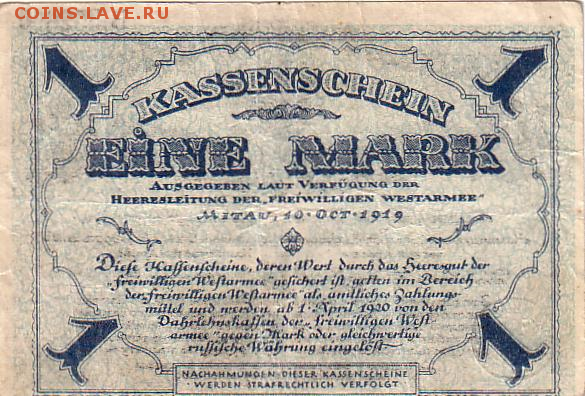 COINS.LAVE.RU
1 1
KASSENSCHEIN
EINE MARK
AUSGEGEBEN LAUT VERFÜGUNG DER
HEERESLEITUNG DER „FREIWILLIGEN WESTARMEE"
MITAU, 10·OCT·1919
Diese Kassenscheine, deren Wert durch das Heeresgut der
„freiwilligen Westarmee" gesichert ist, gelten im Bereich
der freiwilligen Westarmee" als amtliches Zahlungs-
mittel und werden ab 1·April 1920 von den
Darlehnskassen der „freiwilligen West
armee" gegen Mark oder gleichwertige
russische Währung eingelöst
1 1
NACHAHMUNGEN DIESER KASSENSCHEINE
WERDEN STRAFRECHTLICH VERFOLGT